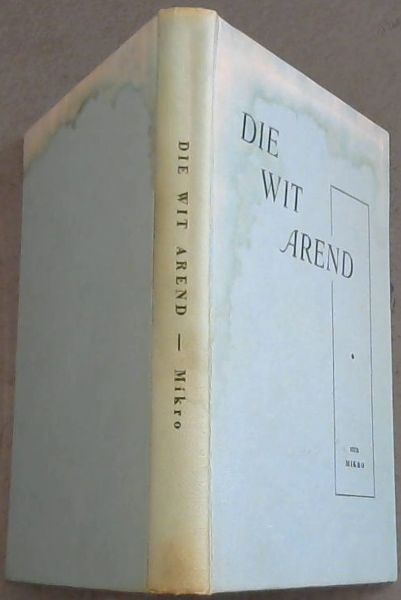 DIE WIT AREND — Mikro
DIE
WIT
AREND
MIKRO